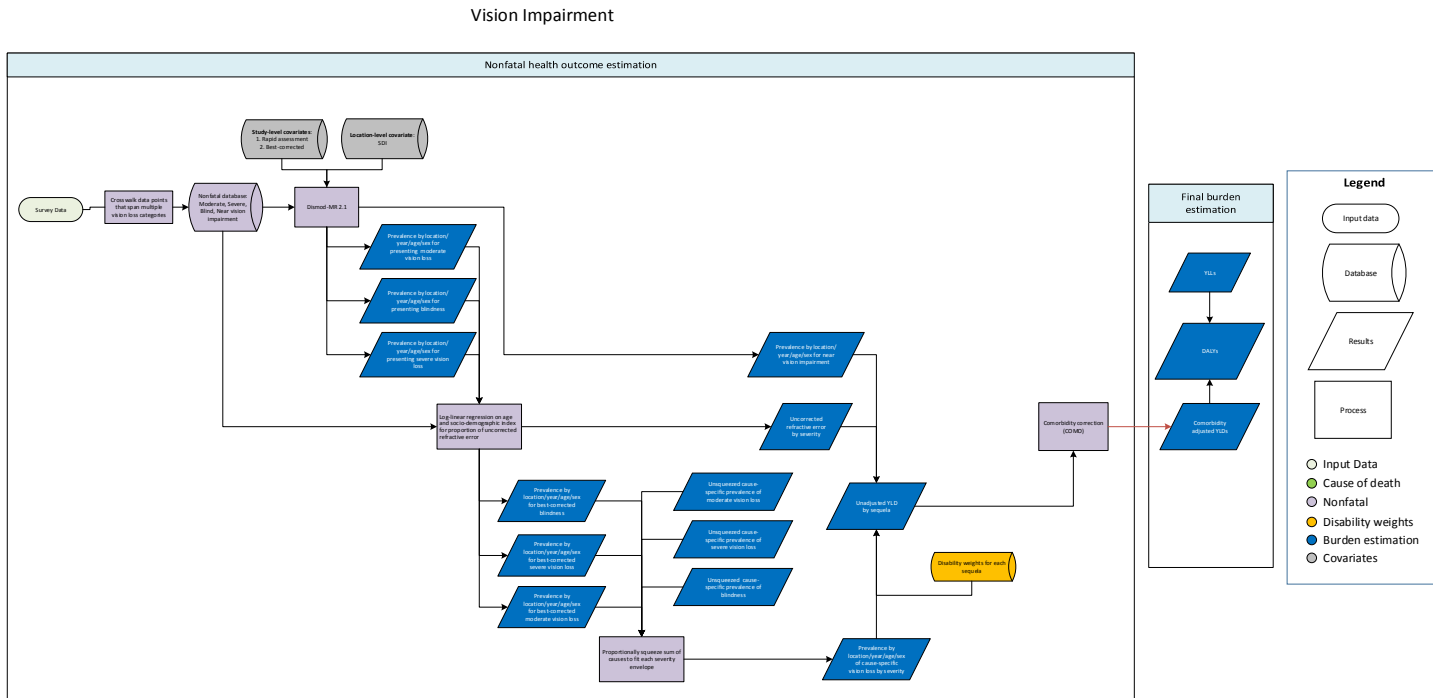 Vision Impairment
Nonfatal health outcome estimation
Study-level covariates:
1. Rapid assessment
2. Best-corrected
Location-level covariate:
SDI
Survey Data
Cross walk data points
that span multiple
vision loss categories
Nonfatal database:
Moderate, Severe,
Blind, Near vision
impairment
Dismod-MR 2.1
Prevalence by location/
year/age/sex for
presenting moderate
vision loss
Prevalence by location/
year/age/sex for
presenting blindness
Prevalence by location/
year/age/sex for
presenting severe vision
loss
Prevalence by location/
year/age/sex for near
vision impairment
Log-linear regression on age
and socio-demographic index
for proportion of uncorrected
refractive error
Uncorrected
refractive error
by severity
Comorbidity correction
(COMO)
Prevalence by
location/year/age/sex
for best-corrected
blindness
Unsqueezed cause-
specific prevalence of
moderate vision loss
Prevalence by
location/year/age/sex
for best-corrected
severe vision loss
Unsqueezed cause-
specific prevalence of
severe vision loss
Prevalence by
location/year/age/sex
for best-corrected
moderate vision loss
Unsqueezed cause-
specific prevalence of
blindness
Unadjusted YLD
by sequela
Disability weights for each
sequela
Proportionally squeeze sum of
causes to fit each severity
envelope
Prevalence by
location/year/age/sex
of cause-specific
vision loss by severity
Final burden
estimation
YLLs
DALYs
Comorbidity
adjusted YLDs
Legend
Input data
Database
Results
Process
Input Data
Cause of death
Nonfatal
Disability weights
Burden estimation
Covariates